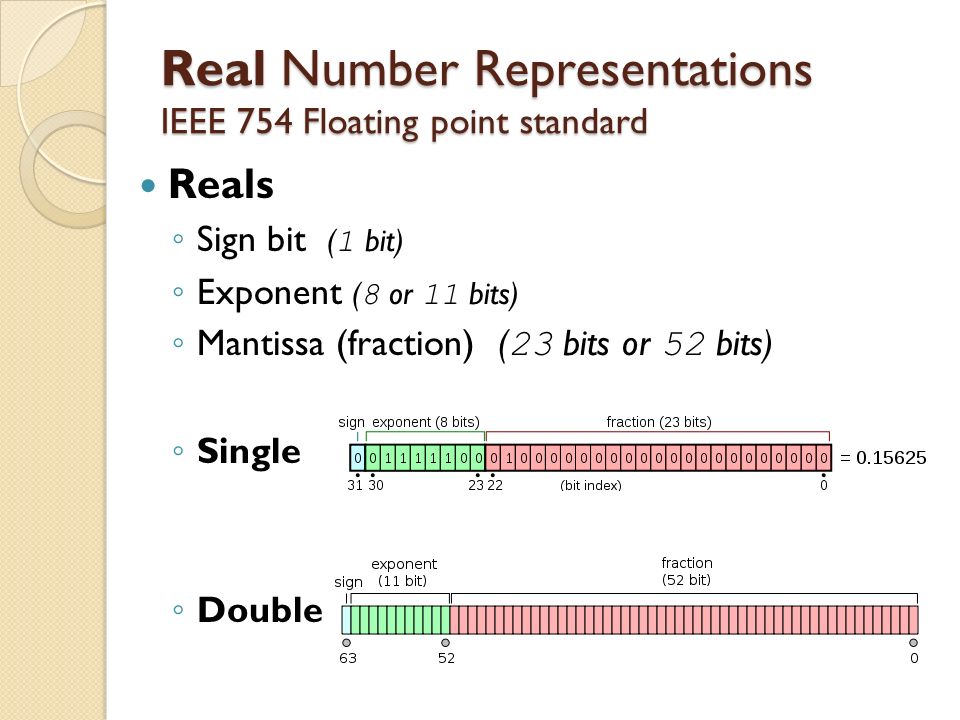 Real Number Representations
IEEE 754 Floating point standard
Reals
Sign bit (1 bit)
Exponent (8 or 11 bits)
Mantissa (fraction) (23 bits or 52 bits)
sign exponent (8 bits) fraction (23 bits)
Single
0 0 1 1 1 1 1 0 0 0 1 0 0 0 0 0 0 0 0 0 0 0 0 0 0 0 0 0 0 0 0 0 = 0.15625
31 30 23 22 (bit index) 0
exponent fraction
sign (11 bit) (52 bit)
Double
63 52 0